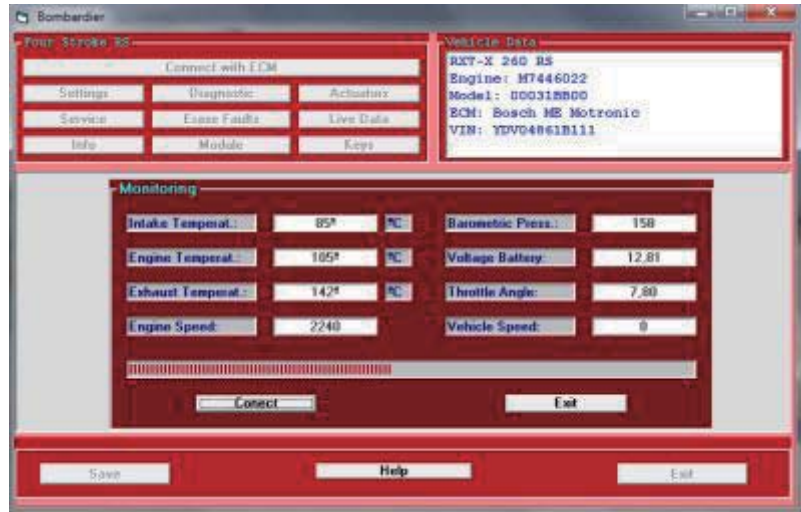 Bombardier
Four Stroke RS
Connect with ECM
Settings Diagnostic Actuators
Service Erase Faults Live Data
Info Module Keys
Vehicle Data
RXT-X 260 RS
Engine: M7446022
Model: 00031BB00
ECM: Bosch ME Motronic
VIN: YDV04861B111
Monitoring
Intake Temperat.: 85º ºC Barometric Press.: 158
Engine Temperat.: 105º ºC Voltage Battery: 12,81
Exhaust Temperat.: 142º ºC Throttle Angle: 7,80
Engine Speed: 2240 Vehicle Speed: 0
Conect Exit
Save Help Exit